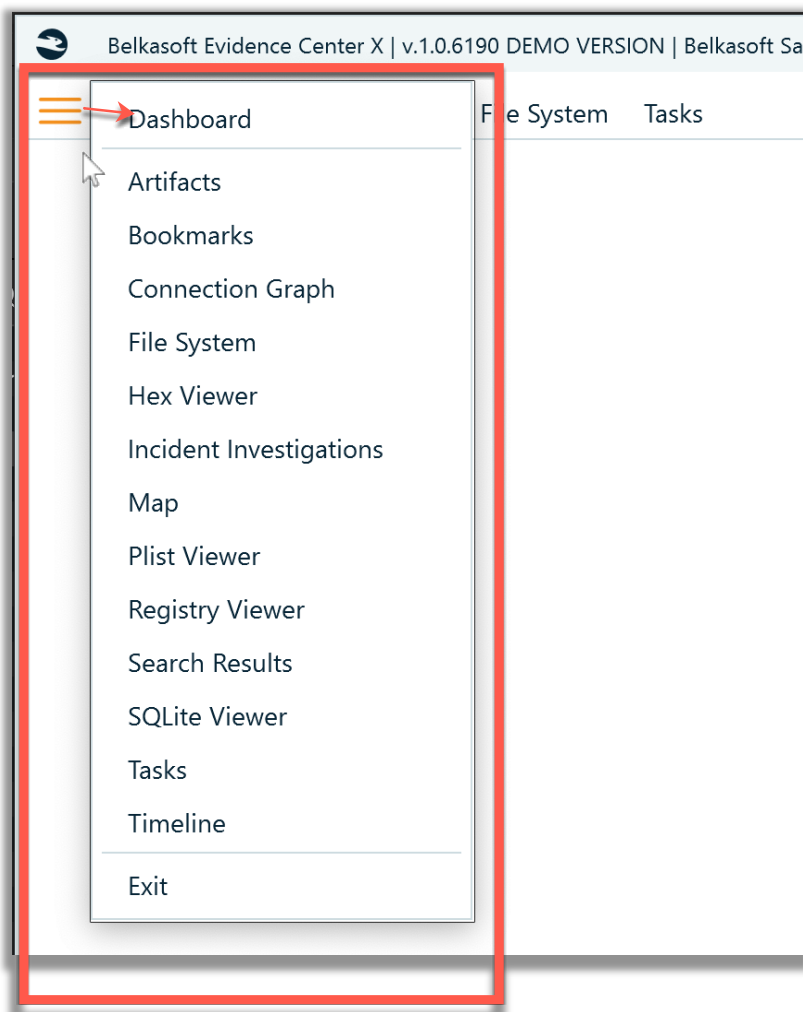 Belkasoft Evidence Center X | v.1.0.6190 DEMO VERSION | Belkasoft Sa
File System Tasks
Dashboard
Artifacts
Bookmarks
Connection Graph
File System
Hex Viewer
Incident Investigations
Map
Plist Viewer
Registry Viewer
Search Results
SQLite Viewer
Tasks
Timeline
Exit